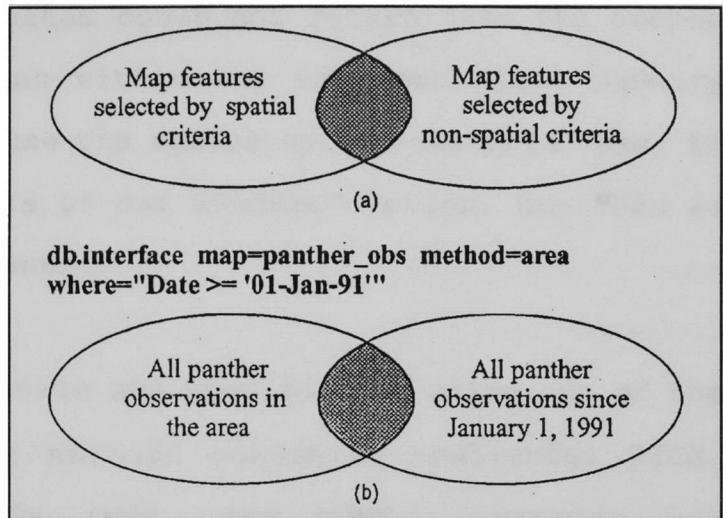 Map features
selected by spatial
criteria
Map features
selected by
non-spatial criteria
(a)
db.interface map=panther_obs method=area
where="Date >= '01-Jan-91'"
All panther
observations in
the area
All panther
observations since
January 1, 1991
(b)